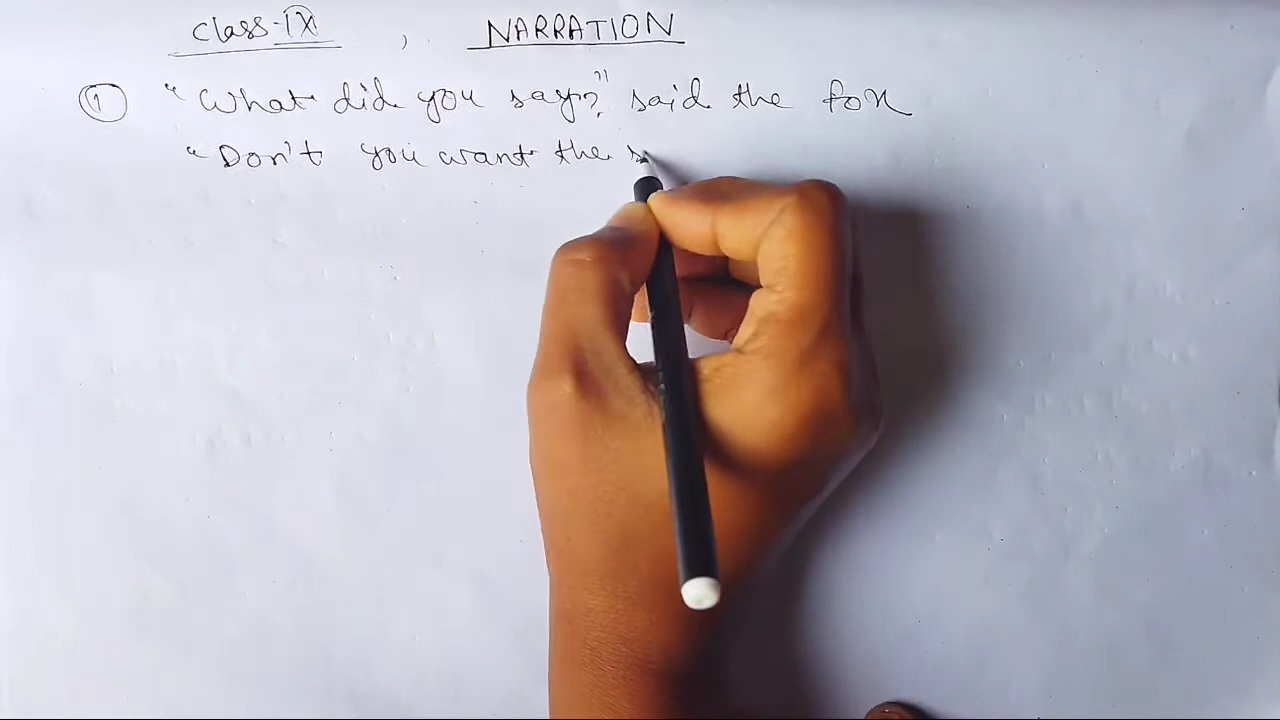 Class-IX, NARRATION
① "What did you say?" said the fox
"Don't you want the